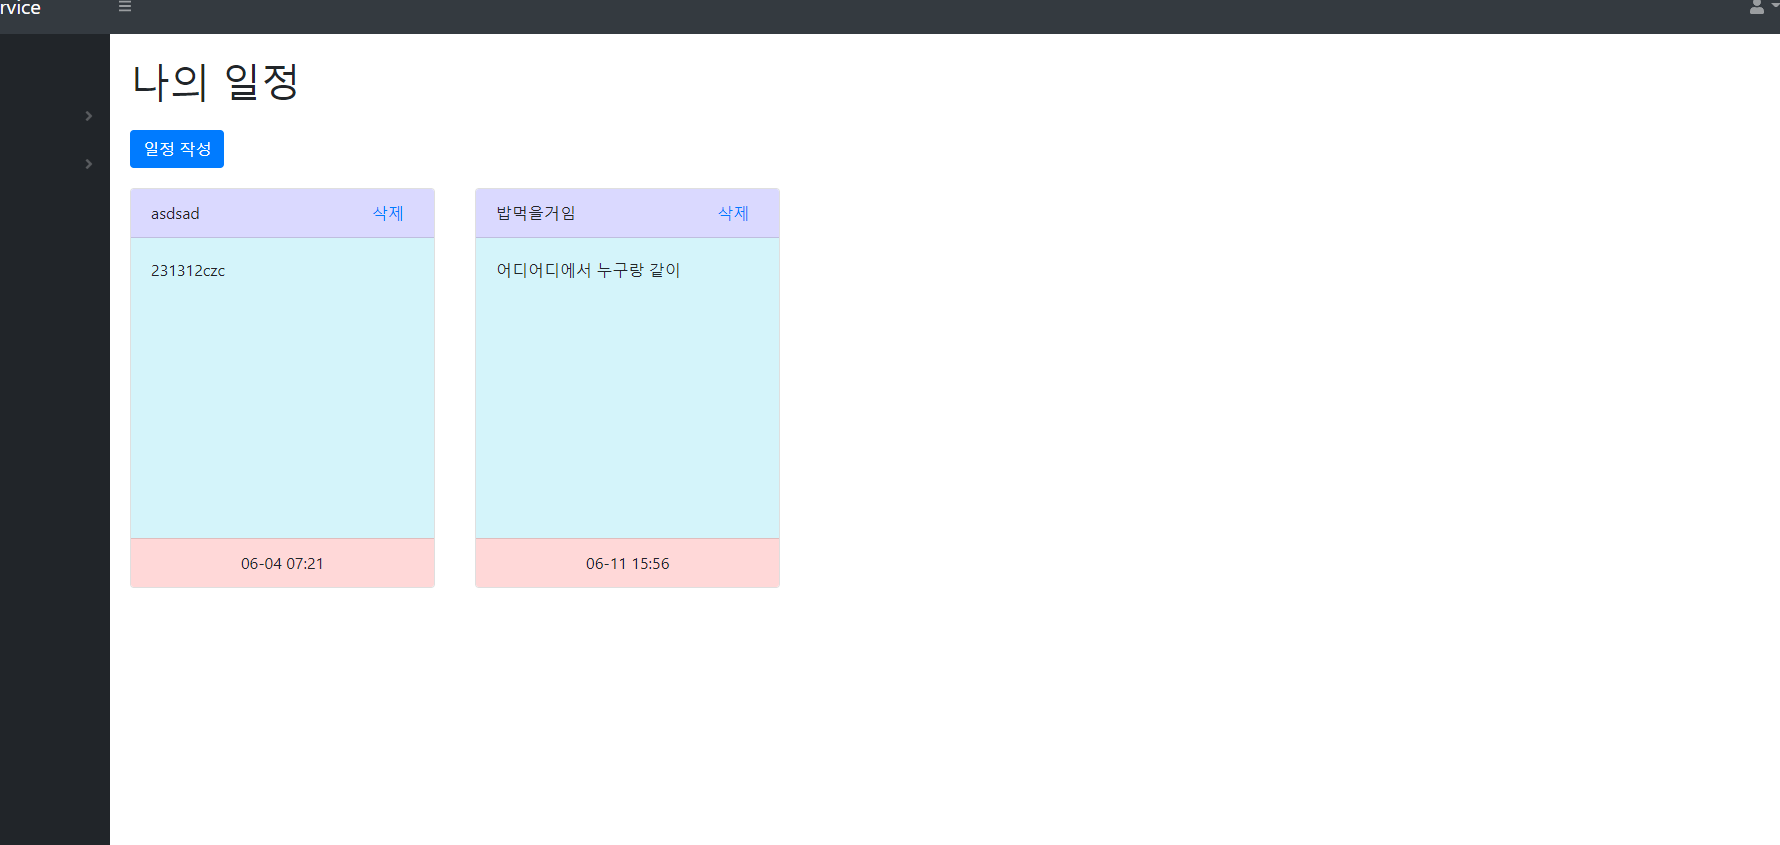 rvice
나의 일정
일정 작성
asdsad 삭제
231312czc
06-04 07:21
밥먹을거임 삭제
어디어디에서 누구랑 같이
06-11 15:56